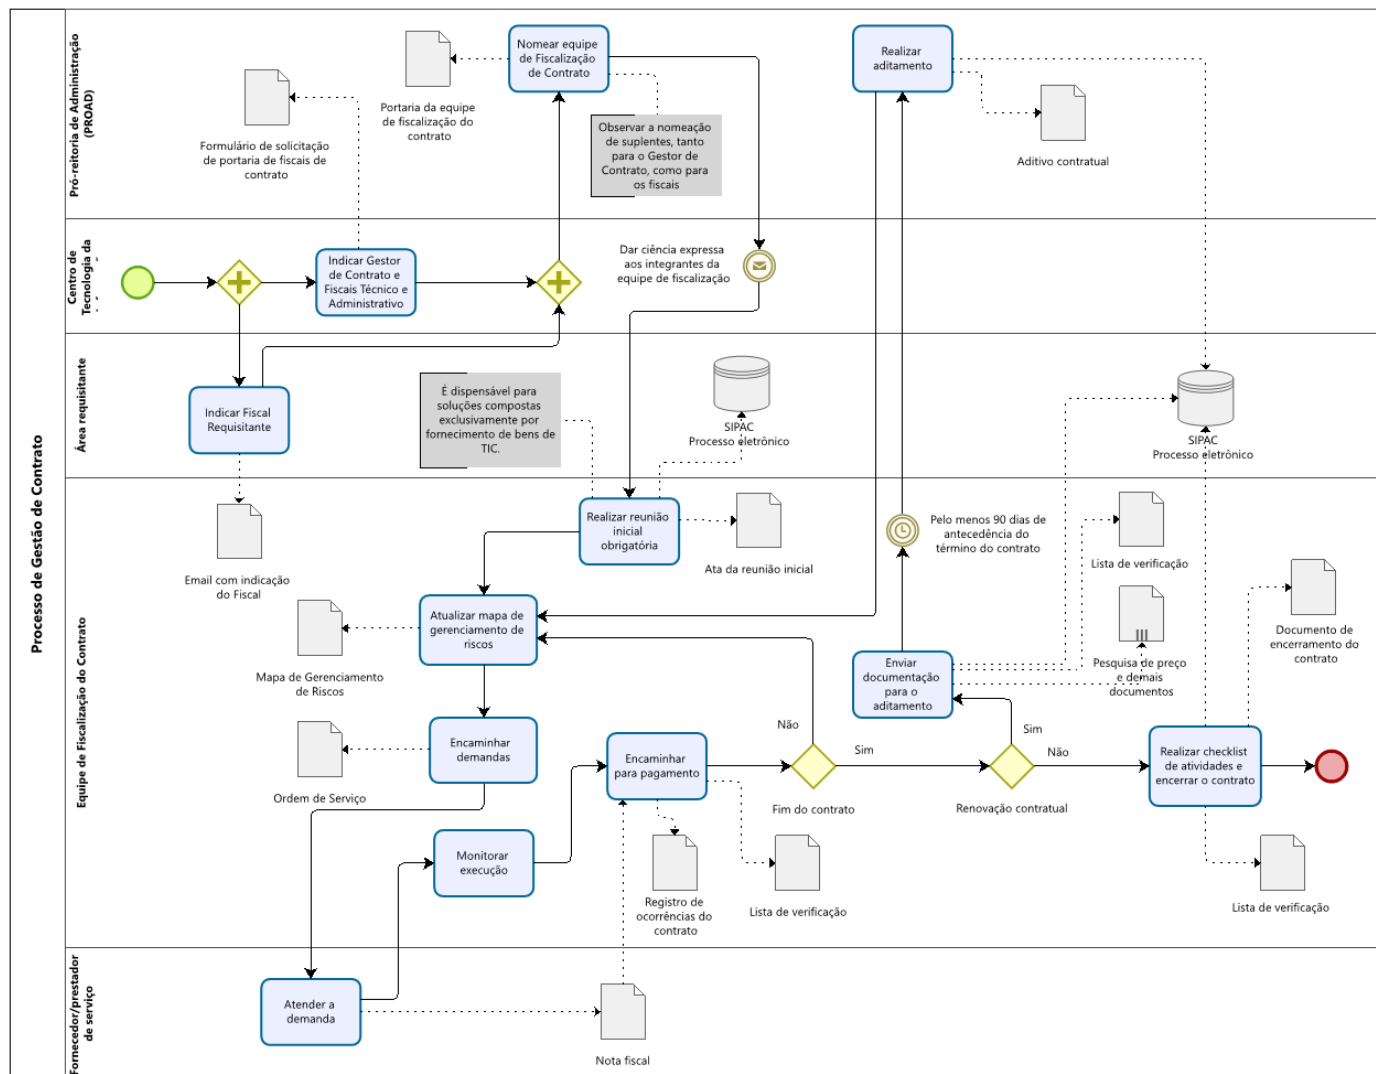 Processo de Gestão de Contrato
Pró-reitoria de Administração
(PROAD)
Nomear equipe
de Fiscalização
de Contrato
Portaria da equipe
de fiscalização do
contrato
Formulário de solicitação
de portaria de fiscais de
contrato
Observar a nomeação
de suplentes, tanto
para o Gestor de
Contrato, como para
os fiscais
Realizar
aditamento
Aditivo contratual
Centro de
Tecnologia da
Indicar Gestor
de Contrato e
Fiscais Técnico e
Administrativo
Dar ciência expressa
aos integrantes da
equipe de fiscalização
Área requisitante
Indicar Fiscal
Requisitante
É dispensável para
soluções compostas
exclusivamente por
fornecimento de bens de
TIC.
SIPAC
Processo eletrônico
SIPAC
Processo eletrônico
Equipe de Fiscalização do Contrato
Email com indicação
do Fiscal
Realizar reunião
inicial
obrigatória
Ata da reunião inicial
Pelo menos 90 dias de
antecedência do
término do contrato
Lista de verificação
Atualizar mapa de
gerenciamento de
riscos
Mapa de Gerenciamento
de Riscos
Enviar
documentação
para o
aditamento
Pesquisa de preço
e demais
documentos
Documento de
encerramento do
contrato
Encaminhar
demandas
Ordem de Serviço
Encaminhar
para pagamento
Não
Sim
Fim do contrato
Sim
Não
Renovação contratual
Realizar checklist
de atividades e
encerrar o contrato
Monitorar
execução
Registro de
ocorrências do
contrato
Lista de verificação
Lista de verificação
Fornecedor/prestador
de serviço
Atender a
demanda
Nota fiscal